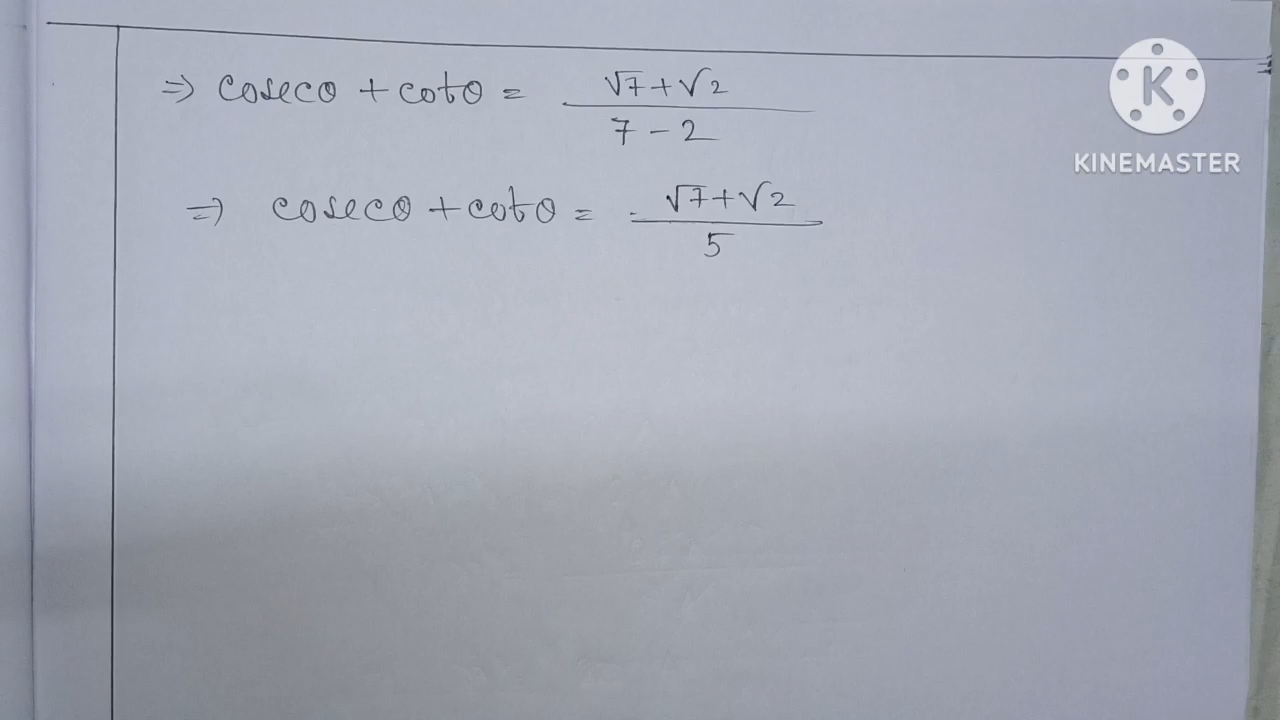 ⇒ cosecθ + cotθ = √7+√2
7 − 2
⇒ cosecθ + cotθ = √7+√2
5
K
KINEMASTER